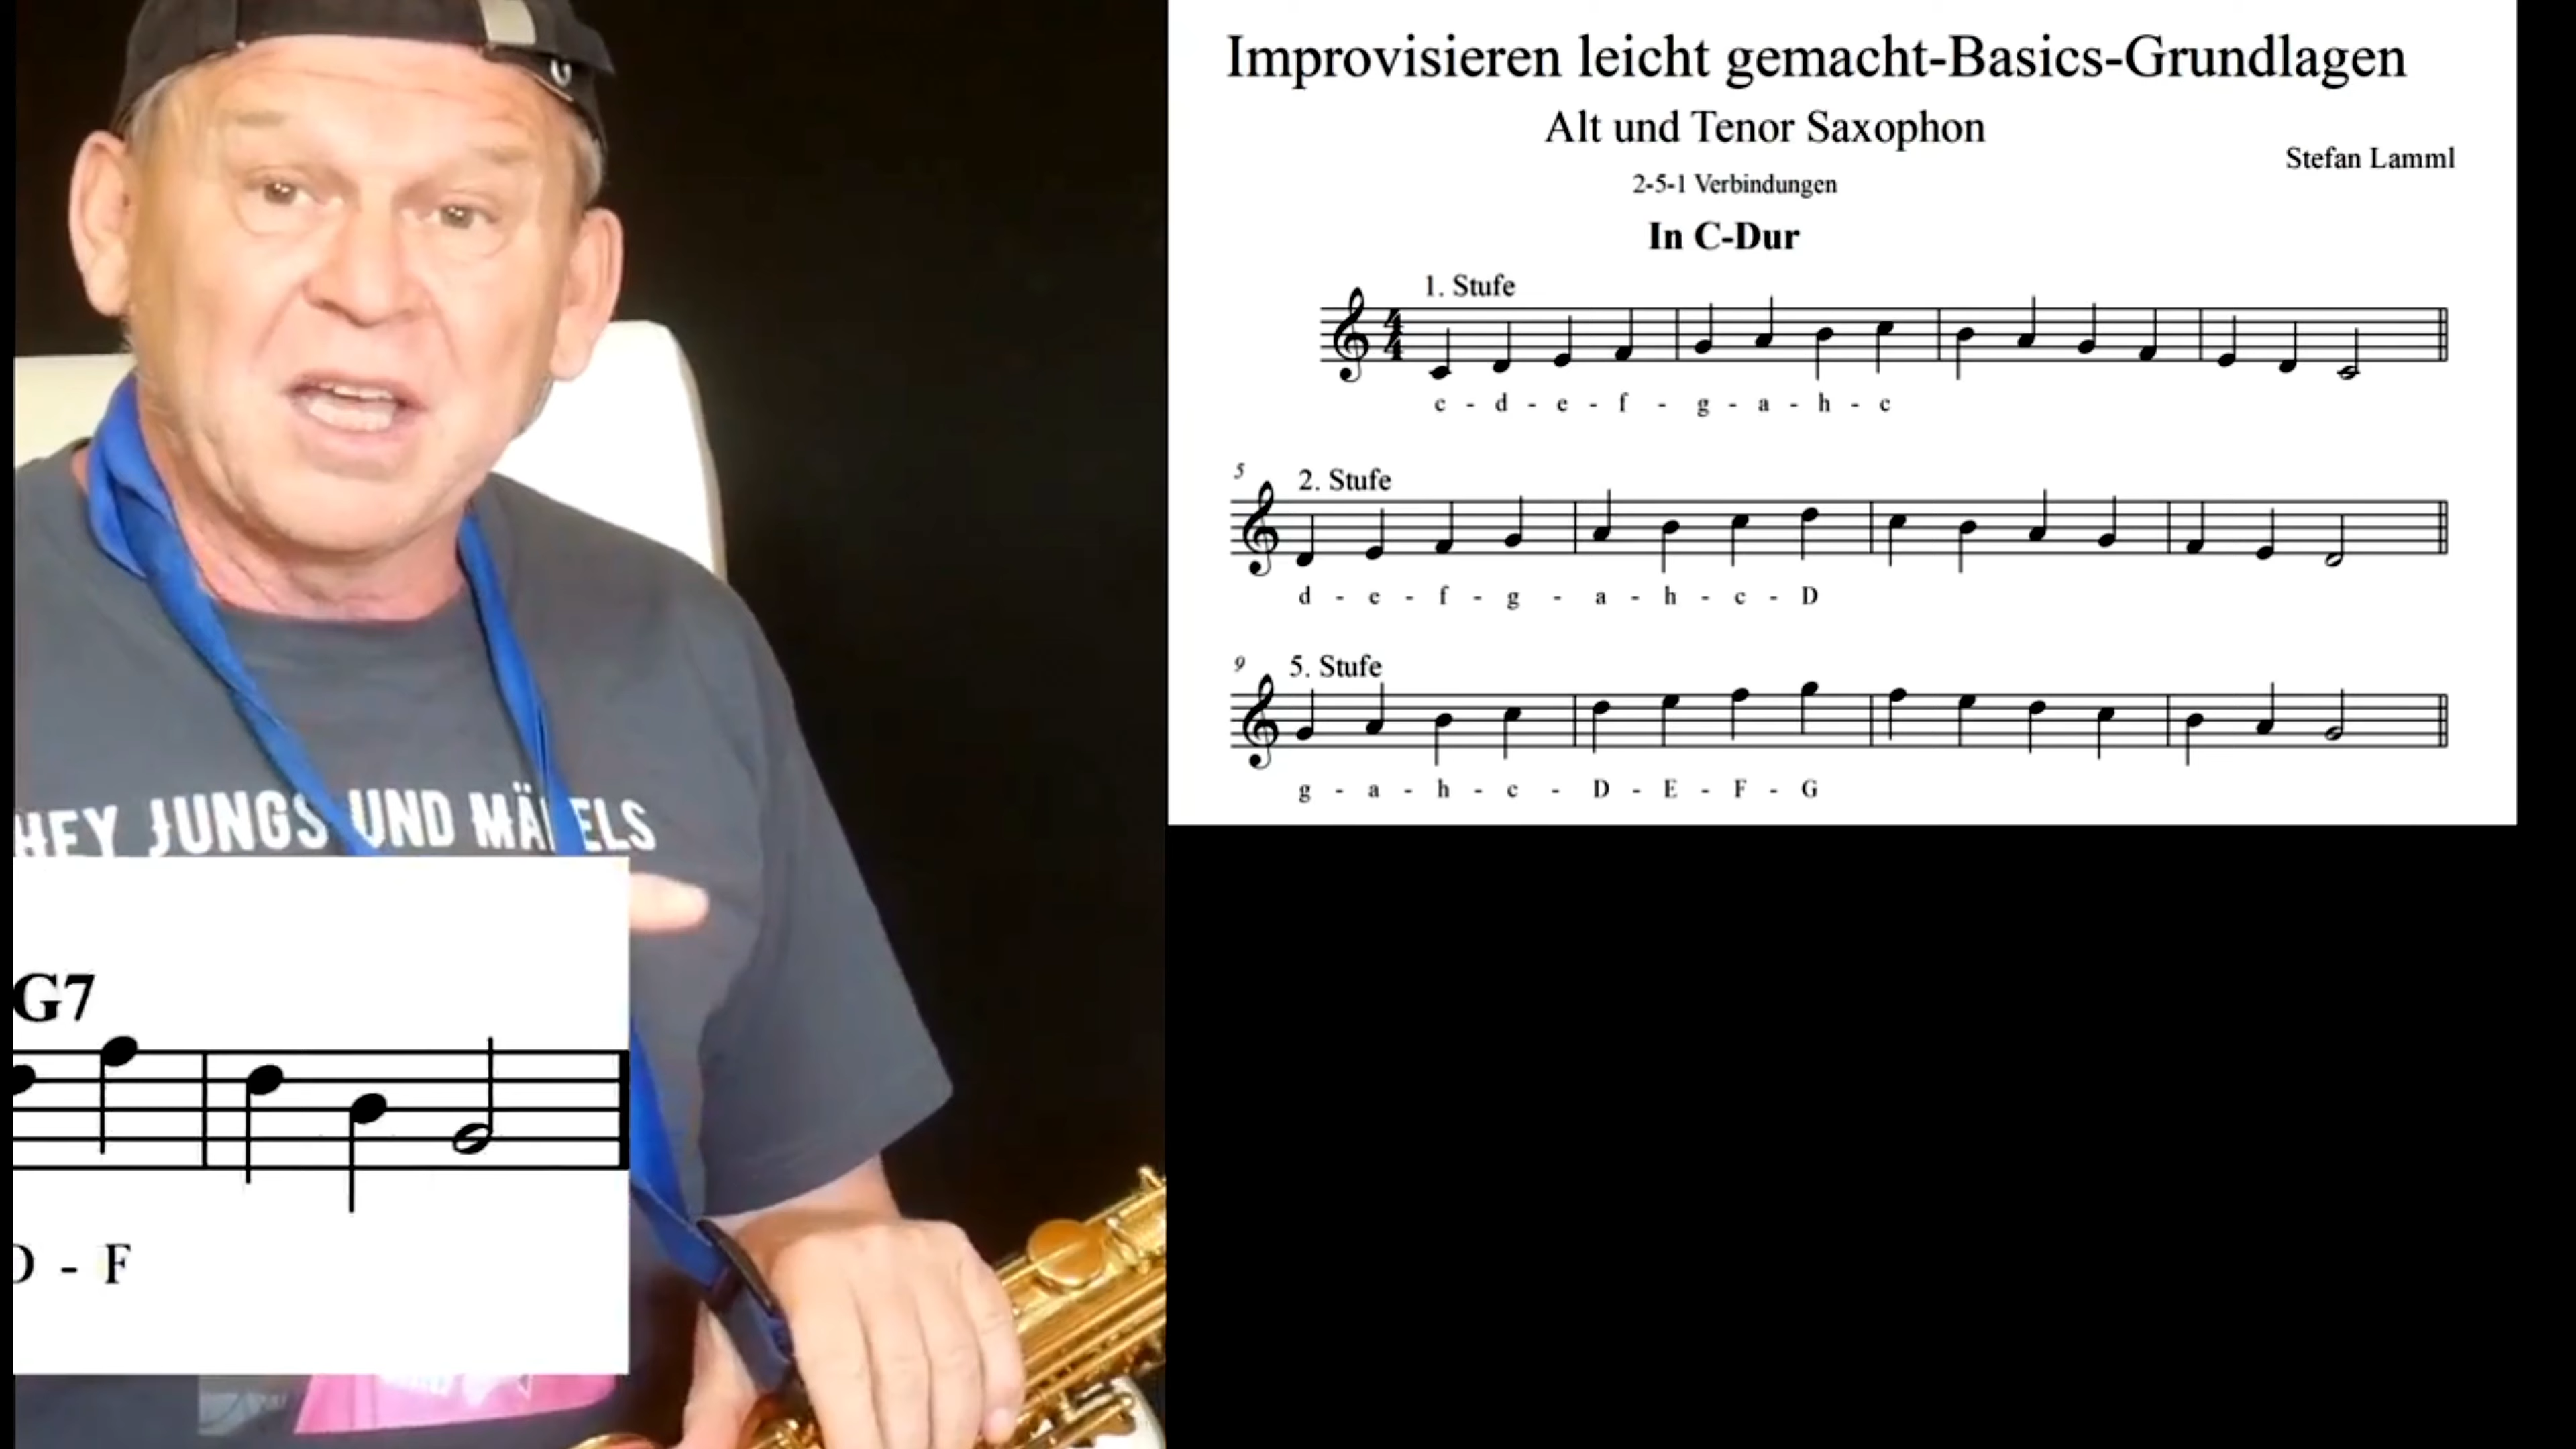 Improvisieren leicht gemacht-Basics-Grundlagen
Alt und Tenor Saxophon
Stefan Lamml
2-5-1 Verbindungen
In C-Dur
1. Stufe
c - d - e - f - g - a - h - c
5
2. Stufe
d - e - f - g - a - h - c - D
9
5. Stufe
g - a - h - c - D - E - F - G
HEY JUNGS UND
G7
D - F